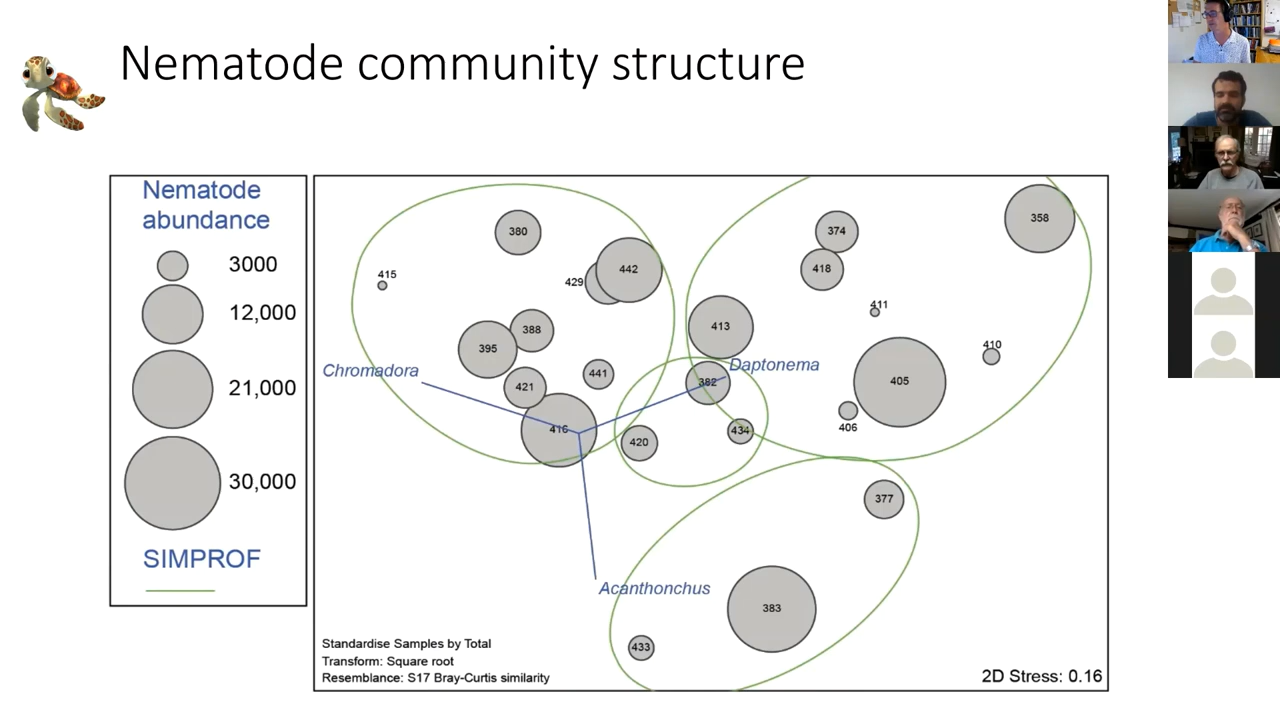 Nematode community structure
Nematode
abundance
3000
12,000
21,000
30,000
SIMPROF
380
415
429
442
388
395
421
441
416
Chromadora
374
358
418
411
413
410
405
406
Daptonema
382
420
434
377
383
433
Acanthonchus
Standardise Samples by Total
Transform: Square root
Resemblance: S17 Bray-Curtis similarity
2D Stress: 0.16